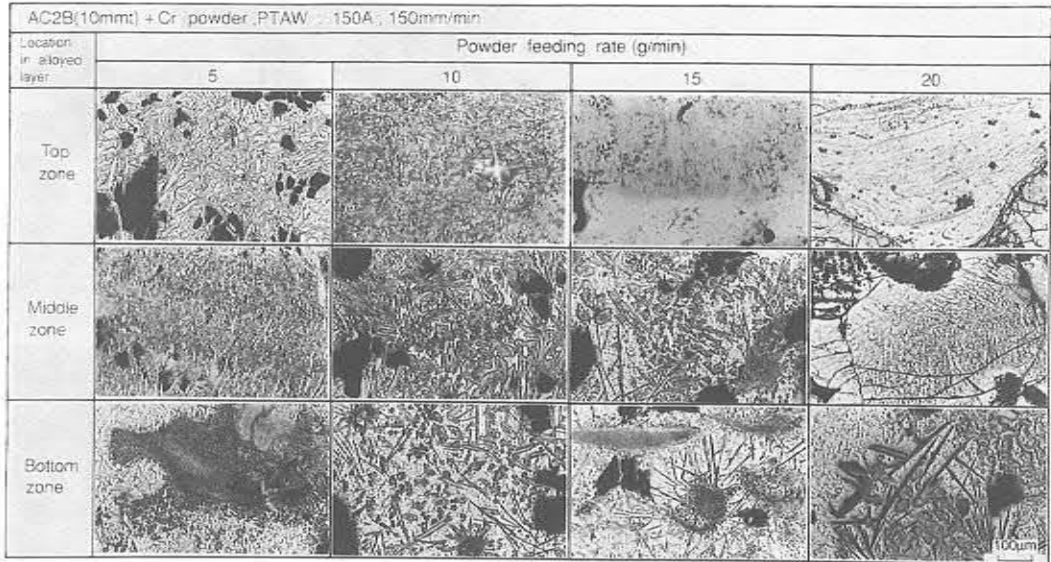 AC2B(10mmt) + Cr powder ,PTAW : 150A , 150mm/min
Location
in alloyed
layer
Powder feeding rate (g/min)
5
10
15
20
Top
zone
Middle
zone
Bottom
zone
100μm